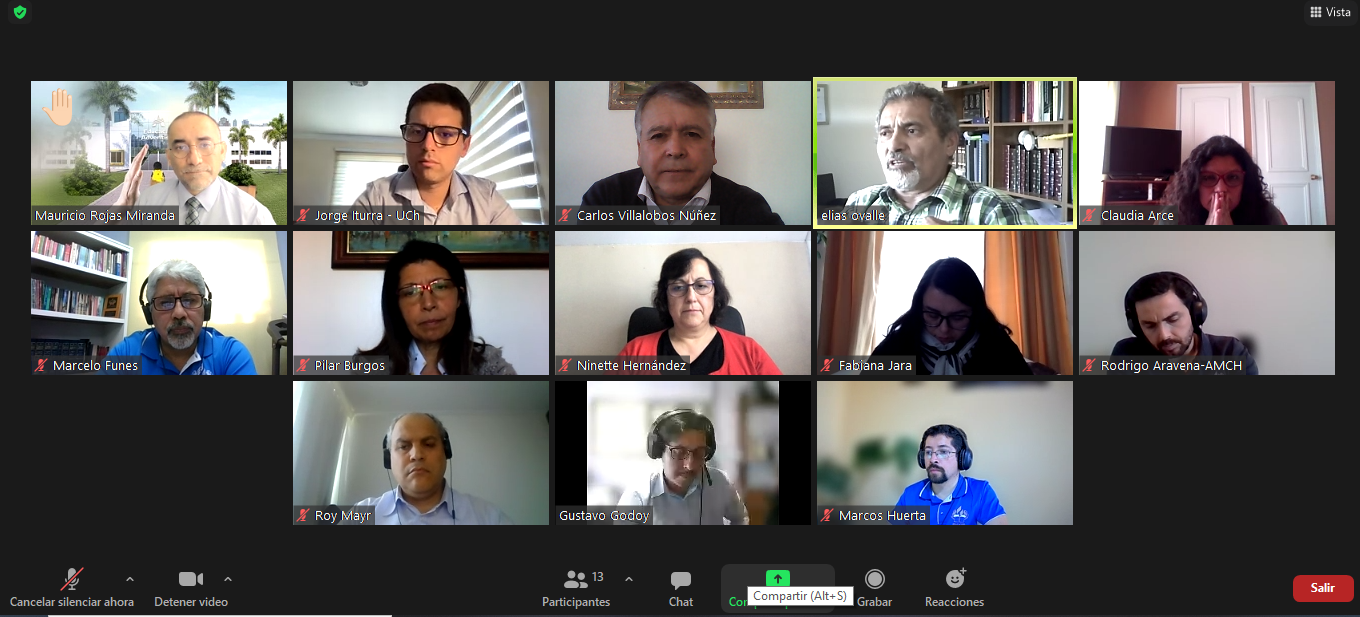 Vista
Mauricio Rojas Miranda
Jorge Iturra - UCh
Carlos Villalobos Núñez
elias ovalle
Claudia Arce
Marcelo Funes
Pilar Burgos
Ninette Hernández
Fabiana Jara
Rodrigo Aravena-AMCH
Roy Mayr
Gustavo Godoy
Marcos Huerta
13
Compartir (Alt+S)
Cancelar silenciar ahora
Detener video
Participantes
Chat
Grabar
Reacciones
Salir